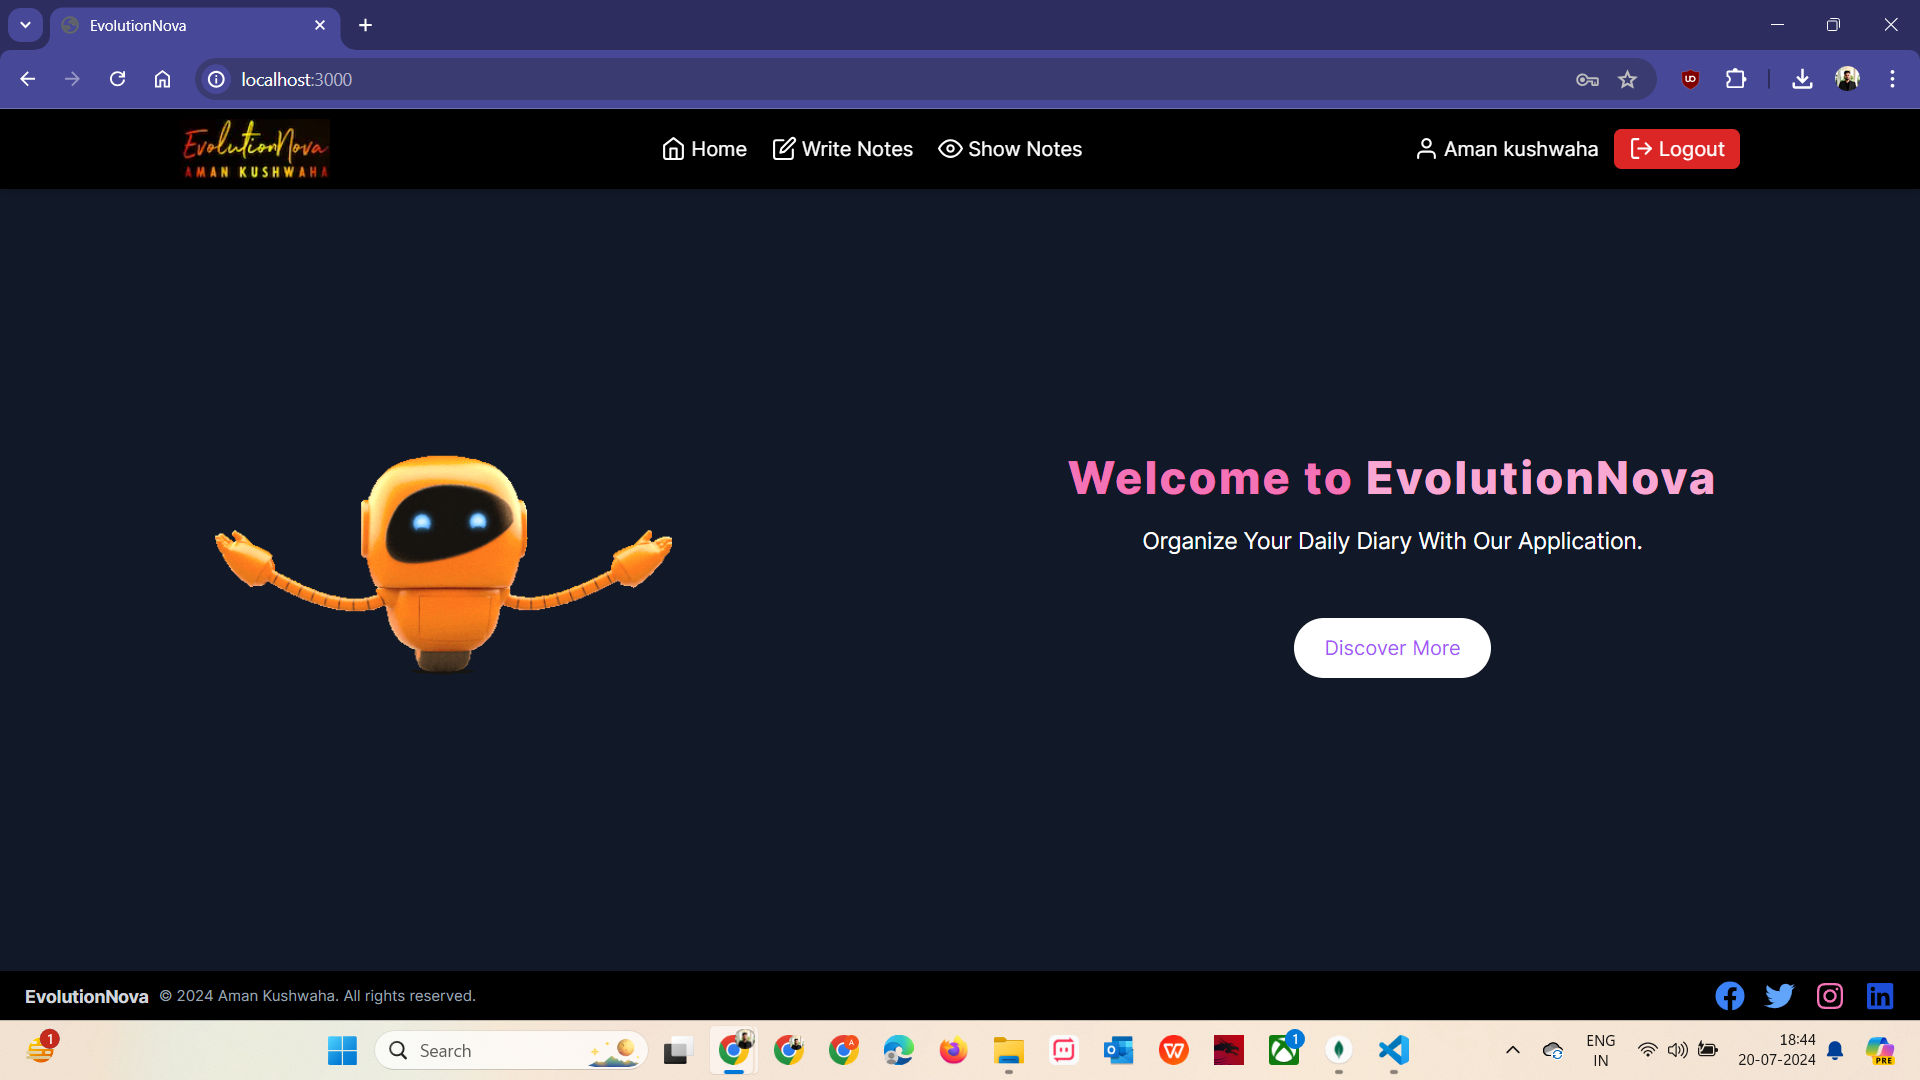 EvolutionNova
localhost:3000
EvolutionNova
AMAN KUSHWAHA
Home
Write Notes
Show Notes
Aman kushwaha
Logout
Welcome to EvolutionNova
Organize Your Daily Diary With Our Application.
Discover More
EvolutionNova
© 2024 Aman Kushwaha. All rights reserved.
1
Search
A
1
ENG
IN
18:44
20-07-2024
PRE